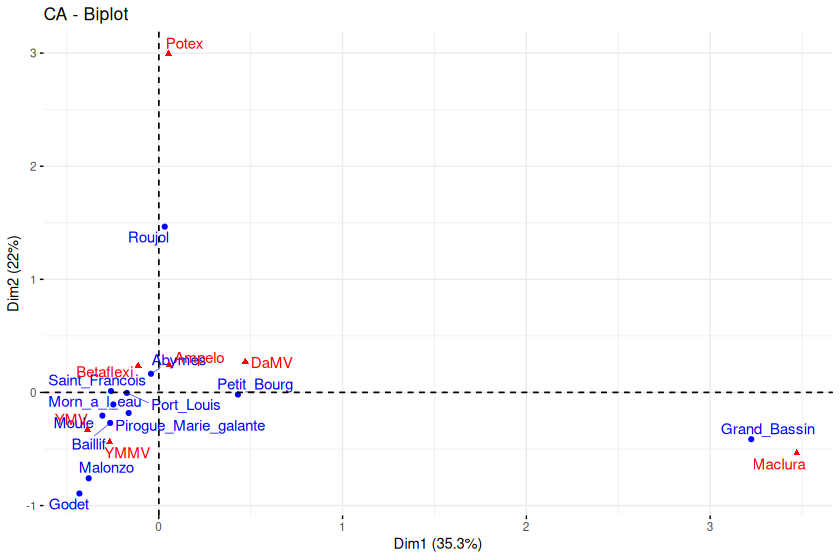 CA - Biplot
Potex
3
2
Roujol
1
Abymes
Ampelo
DaMV
Betaflexi
Saint_Francois
Petit_Bourg
0
Morn_a_l_eau
Port_Louis
YMV
Moule
Pirogue_Marie_galante
Grand_Bassin
Baillif
YMMV
Maclura
Malonzo
Godet
-1
0
1
2
3
Dim1 (35.3%)
Dim2 (22%)